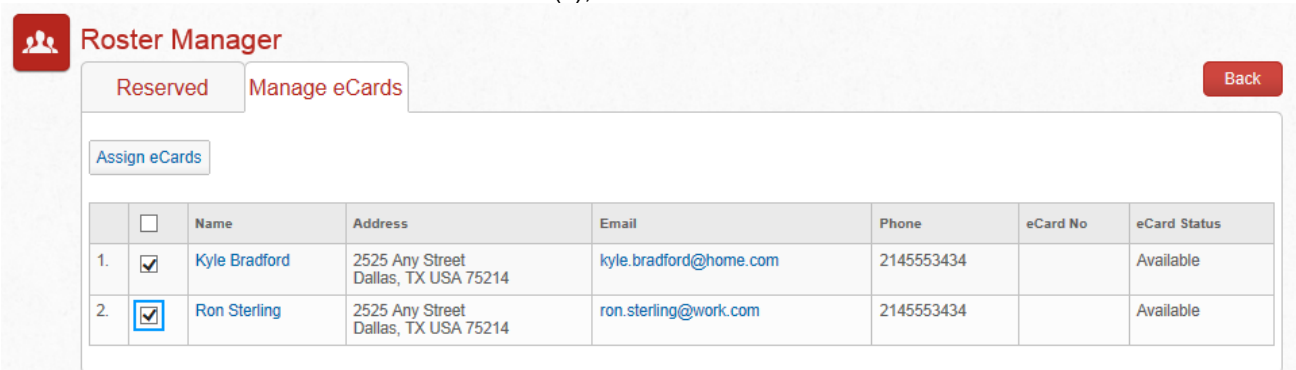 Roster Manager
Reserved Manage eCards Back
Assign eCards
Name Address Email Phone eCard No eCard Status
1. Kyle Bradford 2525 Any Street kyle.bradford@home.com 2145553434 Available
Dallas, TX USA 75214
2. Ron Sterling 2525 Any Street ron.sterling@work.com 2145553434 Available
Dallas, TX USA 75214